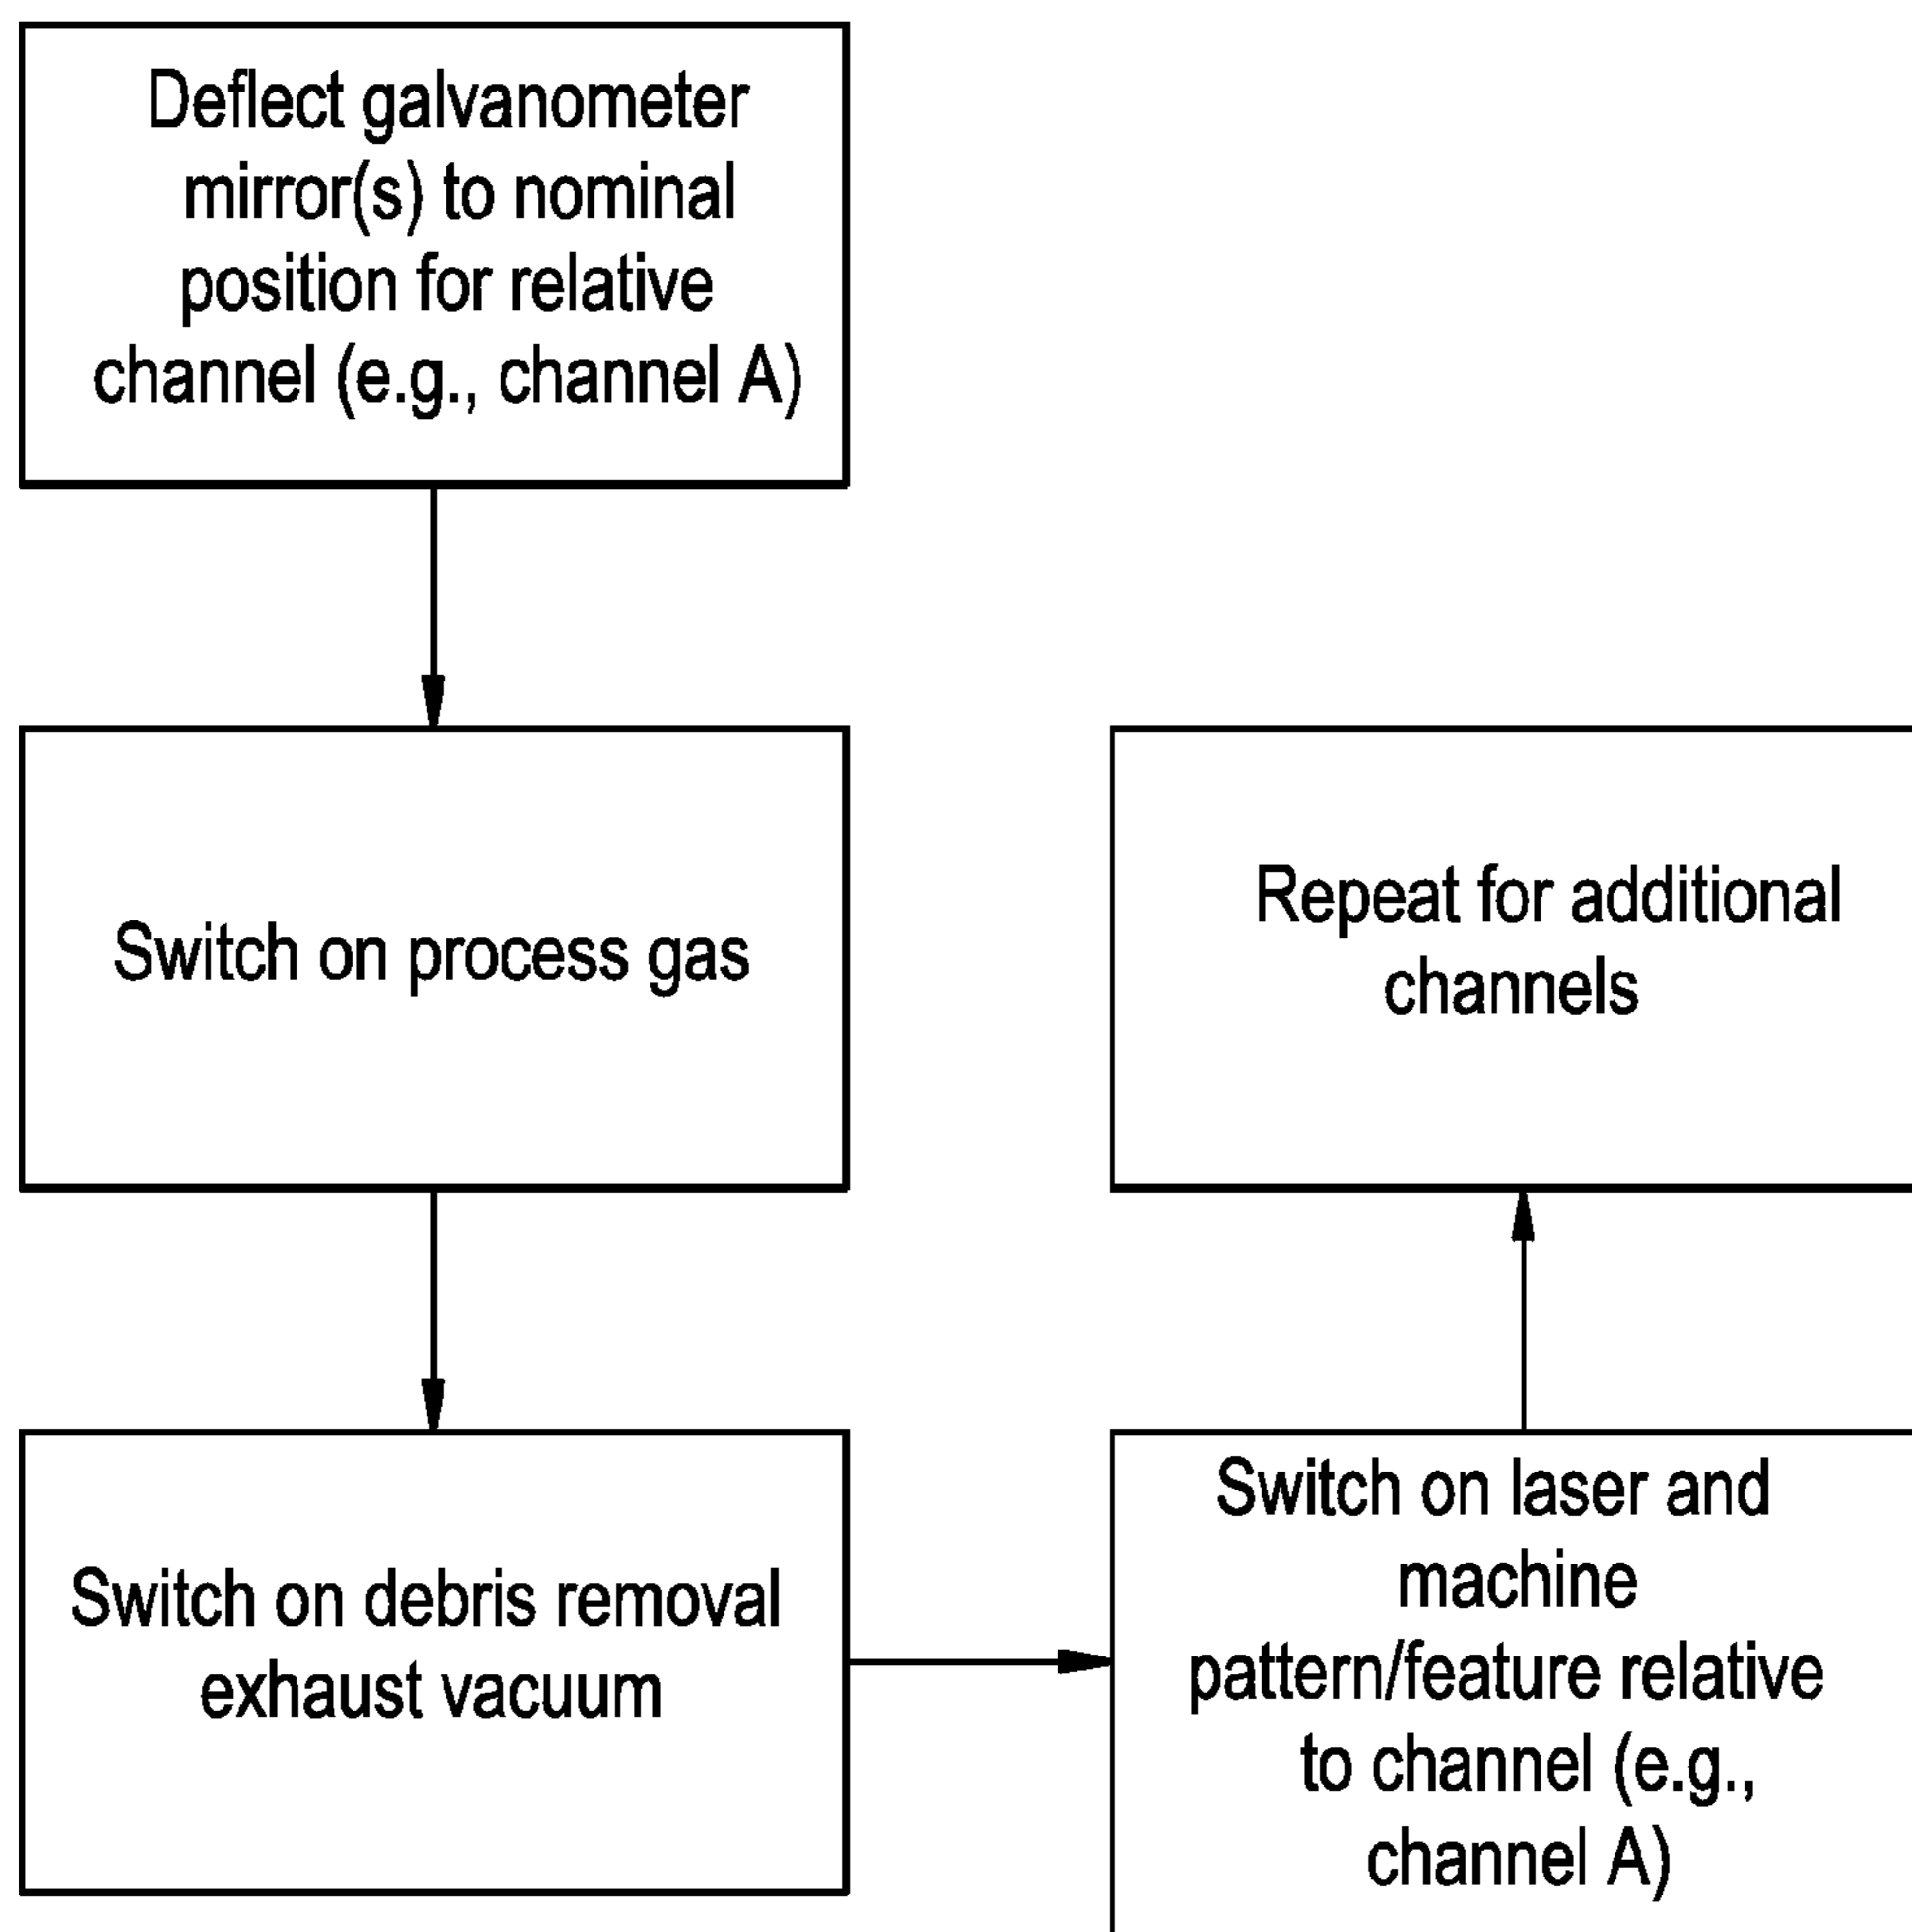 Deflect galvanometer
mirror(s) to nominal
position for relative
channel (e.g., channel A)
Switch on process gas
Switch on debris removal
exhaust vacuum
Switch on laser and
machine
pattern/feature relative
to channel (e.g.,
channel A)
Repeat for additional
channels